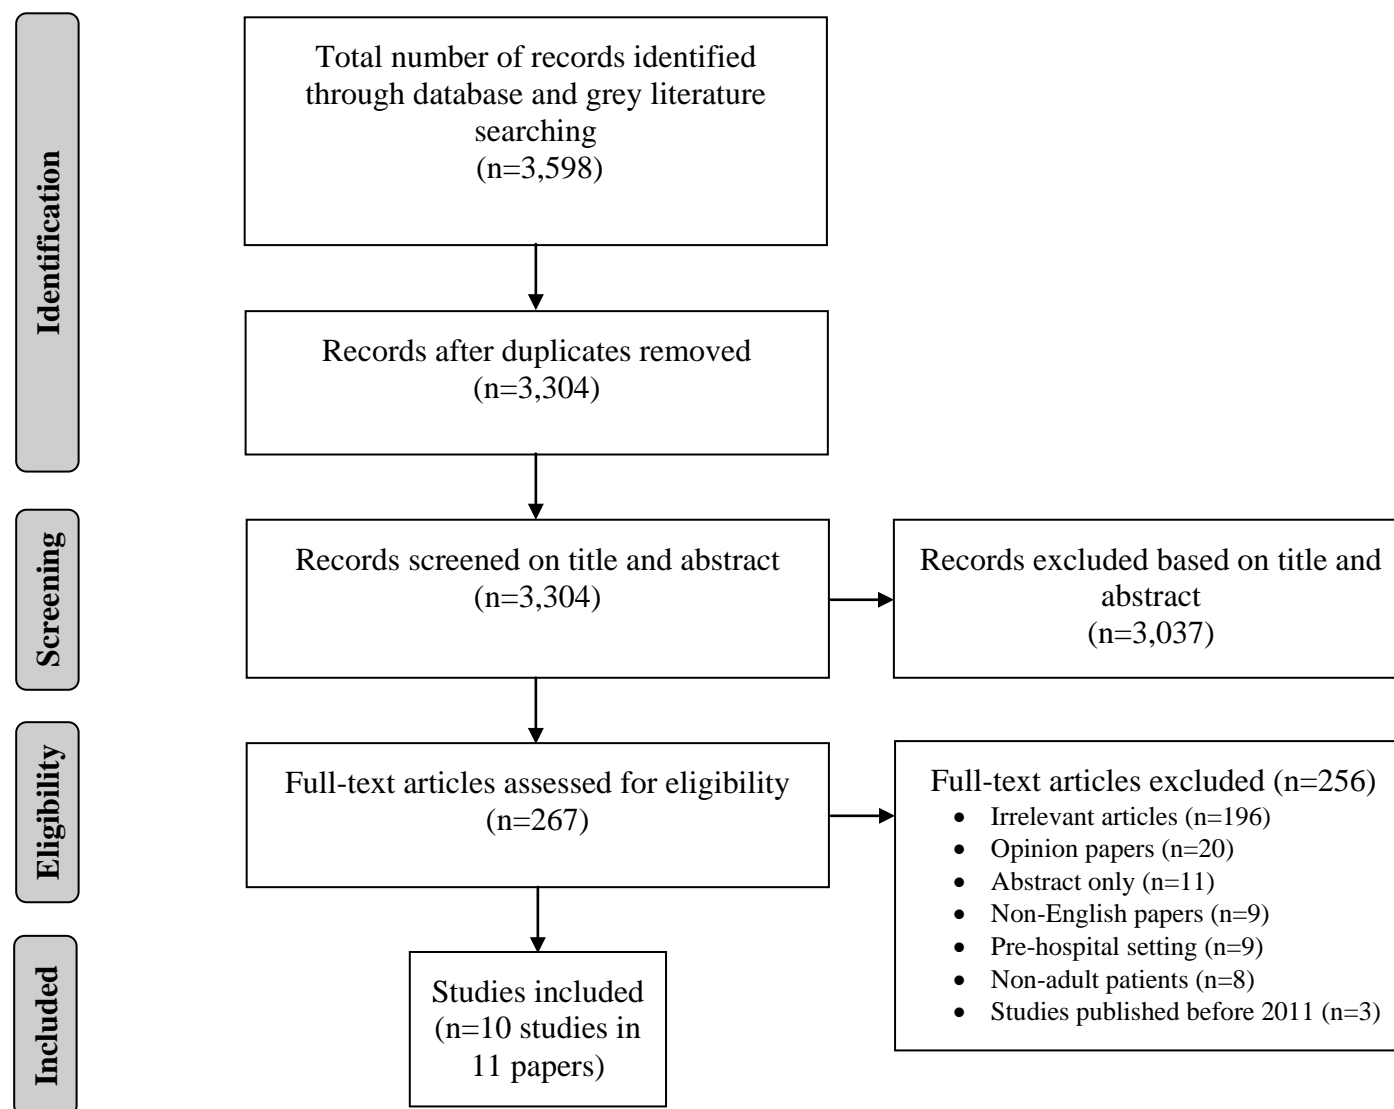 Identification
Total number of records identified
through database and grey literature
searching
(n=3,598)
Records after duplicates removed
(n=3,304)
Screening
Records screened on title and abstract
(n=3,304)
Records excluded based on title and
abstract
(n=3,037)
Eligibility
Full-text articles assessed for eligibility
(n=267)
Full-text articles excluded (n=256)
• Irrelevant articles (n=196)
• Opinion papers (n=20)
• Abstract only (n=11)
• Non-English papers (n=9)
• Pre-hospital setting (n=9)
• Non-adult patients (n=8)
• Studies published before 2011 (n=3)
Included
Studies included
(n=10 studies in
11 papers)